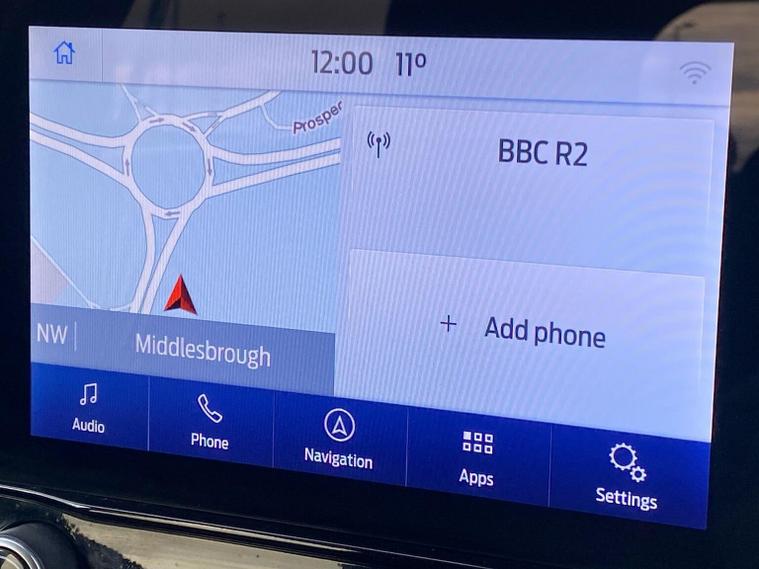 12:00 11º
Prosper
BBC R2
+ Add phone
NW
Middlesbrough
Audio
Phone
Navigation
Apps
Settings